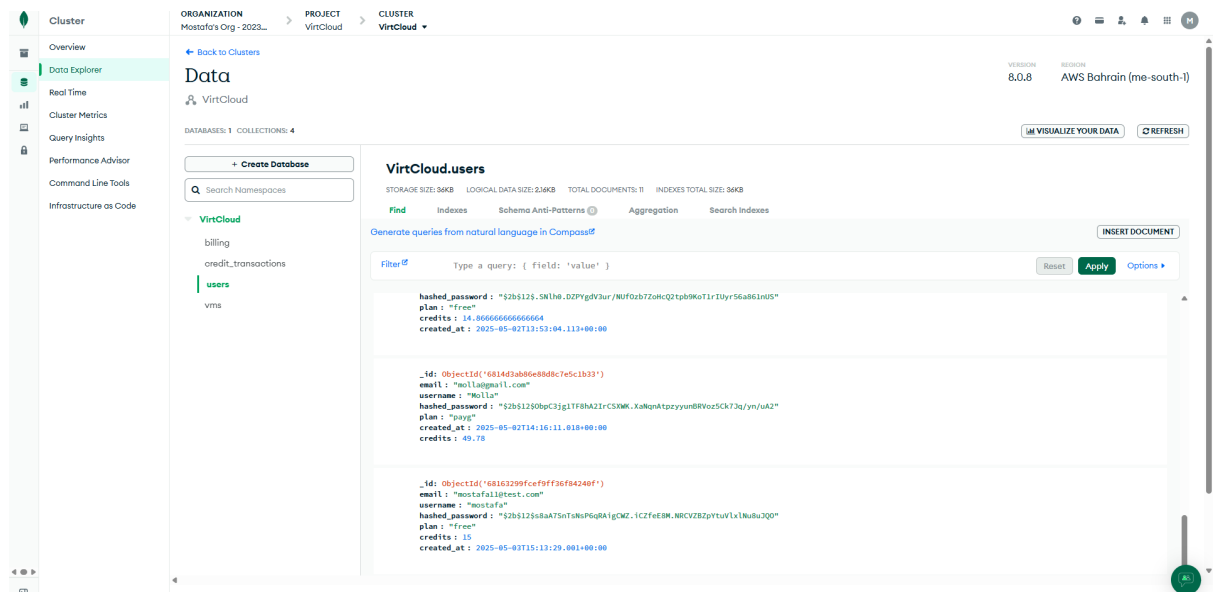 Cluster
ORGANIZATION
Mostafa's Org - 2023...
PROJECT
VirtCloud
CLUSTER
VirtCloud
M
Overview
Data Explorer
Real Time
Cluster Metrics
Query Insights
Performance Advisor
Command Line Tools
Infrastructure as Code
Back to Clusters
Data
VirtCloud
VERSION
8.0.8
REGION
AWS Bahrain (me-south-1)
DATABASES: 1 COLLECTIONS: 4
VISUALIZE YOUR DATA
REFRESH
+ Create Database
Search Namespaces
VirtCloud
billing
credit_transactions
users
vms
VirtCloud.users
STORAGE SIZE: 36KB LOGICAL DATA SIZE: 2.16KB TOTAL DOCUMENTS: 11 INDEXES TOTAL SIZE: 36KB
Find Indexes Schema Anti-Patterns 0 Aggregation Search Indexes
Generate queries from natural language in Compass
INSERT DOCUMENT
Filter
Type a query: { field: 'value' }
Reset
Apply
Options
hashed_password : "$2b$12$.SNlh0.DZPYgdV3ur/NUfOzb7ZoHcQ2tpb9KoT1rIUyr56a861nUS"
plan : "free"
credits : 14.866666666666664
created_at : 2025-05-02T13:53:04.113+00:00
_id: ObjectId('6814d3ab86e88d8c7e5c1b33')
email : "molla@gmail.com"
username : "Molla"
hashed_password : "$2b$12$ObpC3jg1TF8hA2IrCSXWK.XaNqnAtpzyyunBRVoz5Ck7Jq/yn/uA2"
plan : "payg"
created_at : 2025-05-02T14:16:11.018+00:00
credits : 49.78
_id: ObjectId('68163299fcef9ff36f84240f')
email : "mostafa11@test.com"
username : "mostafa"
hashed_password : "$2b$12$s8aA7SnTsNsP6qRAigCWZ.iCZfeE8M.NRCVZBZpYtuVlxlNu8uJQO"
plan : "free"
credits : 15
created_at : 2025-05-03T15:13:29.001+00:00